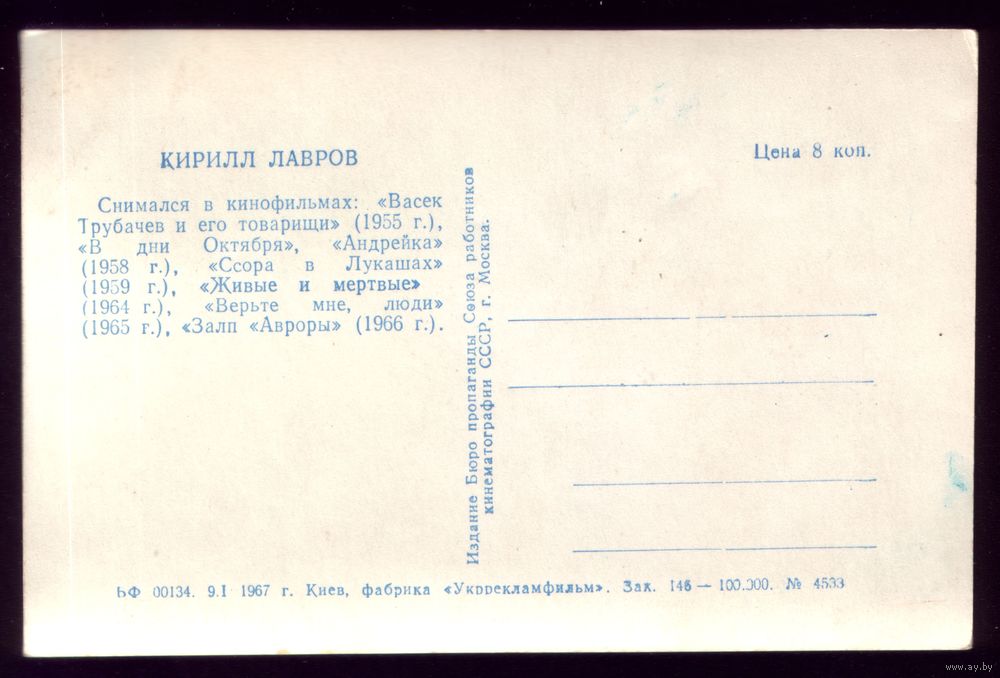 КИРИЛЛ ЛАВРОВ
Снимался в кинофильмах: «Васек
Трубачев и его товарищи» (1955 г.),
«В дни Октября», «Андрейка»
(1958 г.), «Ссора в Лукашах»
(1959 г.), «Живые и мертвые»
(1964 г.), «Верьте мне, люди»
(1965 г.), «Залп «Авроры» (1966 г.).
Издание Бюро пропаганды Союза работников
кинематографии СССР, г. Москва.
Цена 8 коп.
БФ 00134. 9.I 1967 г. Киев, фабрика «Укррекламфильм». Зак. 146 — 100.000. № 4533
www.ay.by